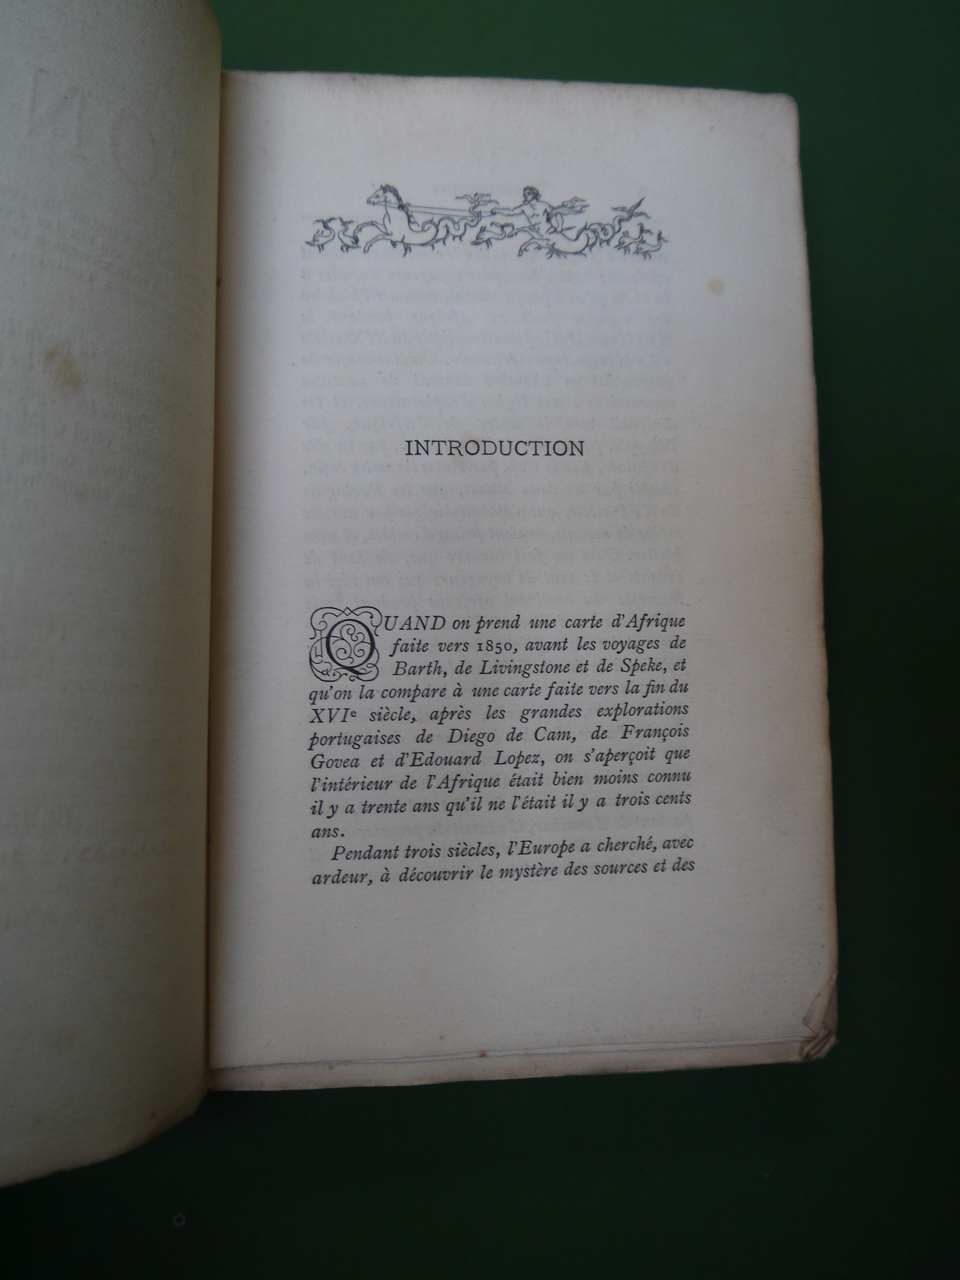 INTRODUCTION
QUAND on prend une carte d'Afrique
faite vers 1850, avant les voyages de
Barth, de Livingstone et de Speke, et
qu'on la compare à une carte faite vers la fin du
XVIe siècle, après les grandes explorations
portugaises de Diego de Cam, de François
Govea et d'Edouard Lopez, on s'aperçoit que
l'intérieur de l'Afrique était bien moins connu
il y a trente ans qu'il ne l'était il y a trois cents
ans.
Pendant trois siècles, l'Europe a cherché, avec
ardeur, à découvrir le mystère des sources et des